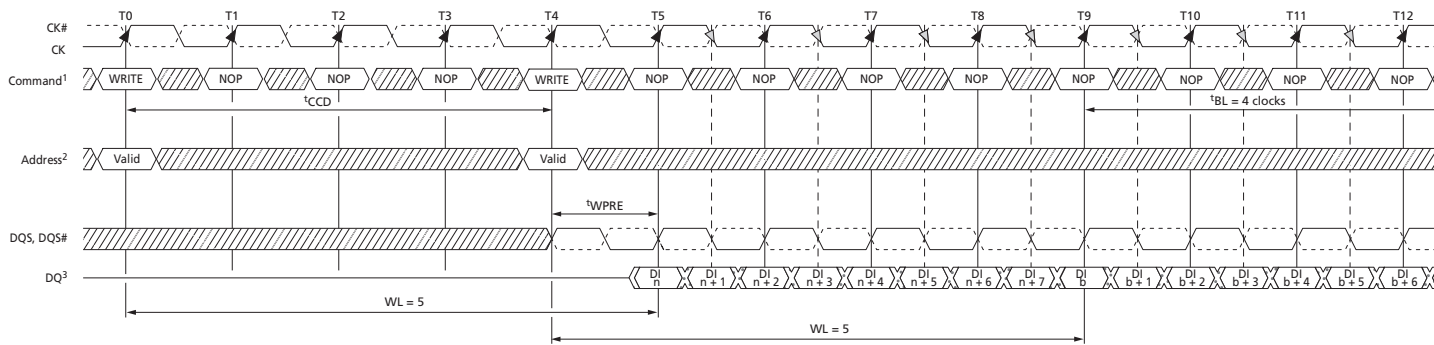 T0 T1 T2 T3 T4 T5 T6 T7 T8 T9 T10 T11 T12
CK#
CK
Command1 WRITE NOP NOP NOP WRITE NOP NOP NOP NOP NOP NOP NOP NOP
tCCD tBL = 4 clocks
Address2 Valid Valid
tWPRE
DQS, DQS#
DQ3 DI n DI n + 1 DI n + 2 DI n + 3 DI n + 4 DI n + 5 DI n + 6 DI n + 7 DI b DI b + 1 DI b + 2 DI b + 3 DI b + 4 DI b + 5 DI b + 6
WL = 5
WL = 5